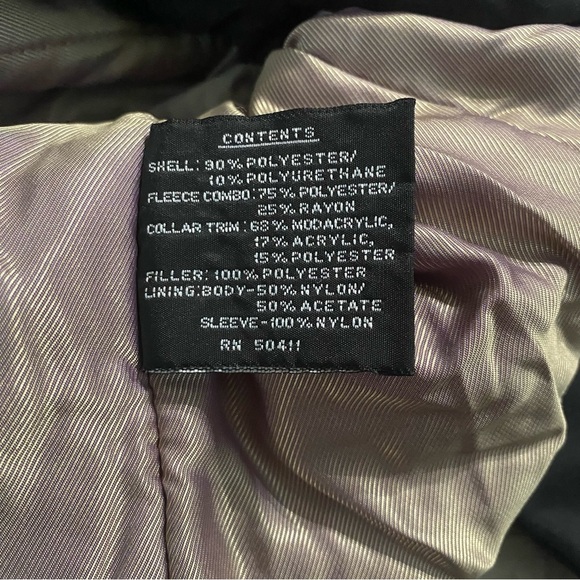 CONTENTS
SHELL: 90% POLYESTER/
10% POLYURETHANE
FLEECE COMBO: 75% POLYESTER/
25% RAYON
COLLAR TRIM: 68% MODACRYLIC,
17% ACRYLIC,
15% POLYESTER
FILLER: 100% POLYESTER
LINING: BODY-50% NYLON/
50% ACETATE
SLEEVE-100% NYLON
RN 50411